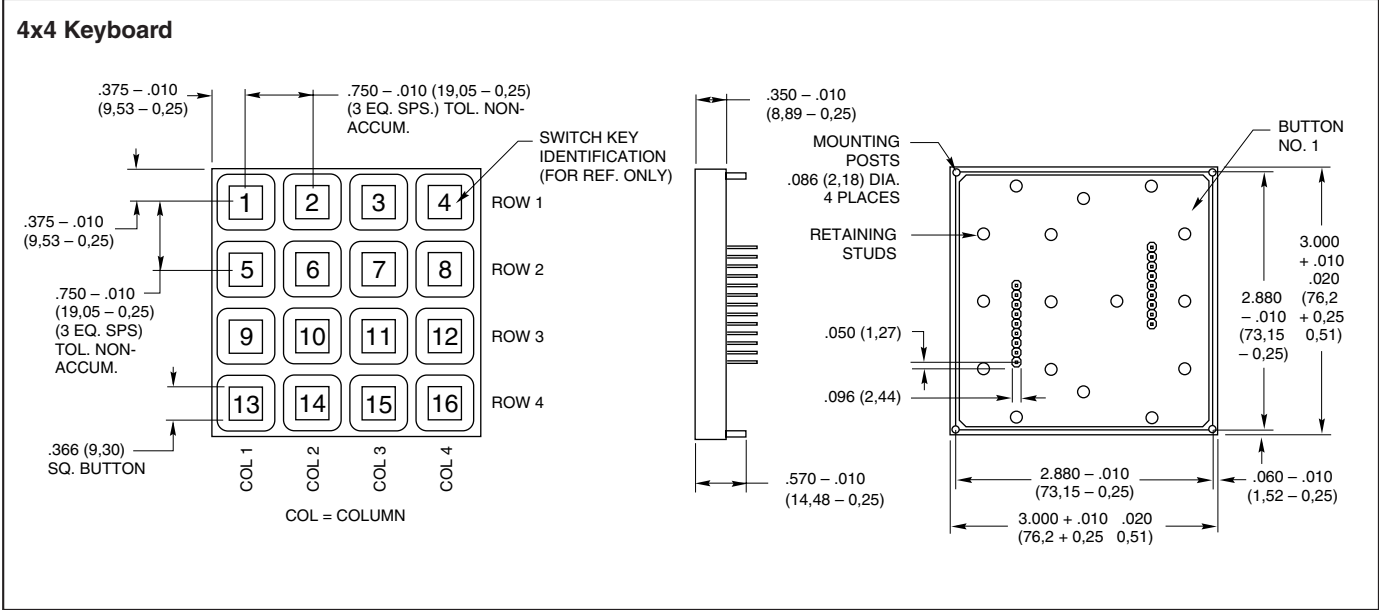 4x4 Keyboard
.375 – .010
(9,53 – 0,25)
.750 – .010 (19,05 – 0,25)
(3 EQ. SPS.) TOL. NON-
ACCUM.
SWITCH KEY
IDENTIFICATION
(FOR REF. ONLY)
.375 – .010
(9,53 – 0,25)
.750 – .010
(19,05 – 0,25)
(3 EQ. SPS)
TOL. NON-
ACCUM.
.366 (9,30)
SQ. BUTTON
1 2 3 4 ROW 1
5 6 7 8 ROW 2
9 10 11 12 ROW 3
13 14 15 16 ROW 4
COL 1 COL 2 COL 3 COL 4
COL = COLUMN
.350 – .010
(8,89 – 0,25)
.570 – .010
(14,48 – 0,25)
MOUNTING
POSTS
.086 (2,18) DIA.
4 PLACES
RETAINING
STUDS
.050 (1,27)
.096 (2,44)
BUTTON
NO. 1
2.880
– .010
(73,15
– 0,25)
3.000
+ .010
.020
(76,2
+ 0,25
0,51)
2.880 – .010
(73,15 – 0,25)
.060 – .010
(1,52 – 0,25)
3.000 + .010 .020
(76,2 + 0,25 0,51)